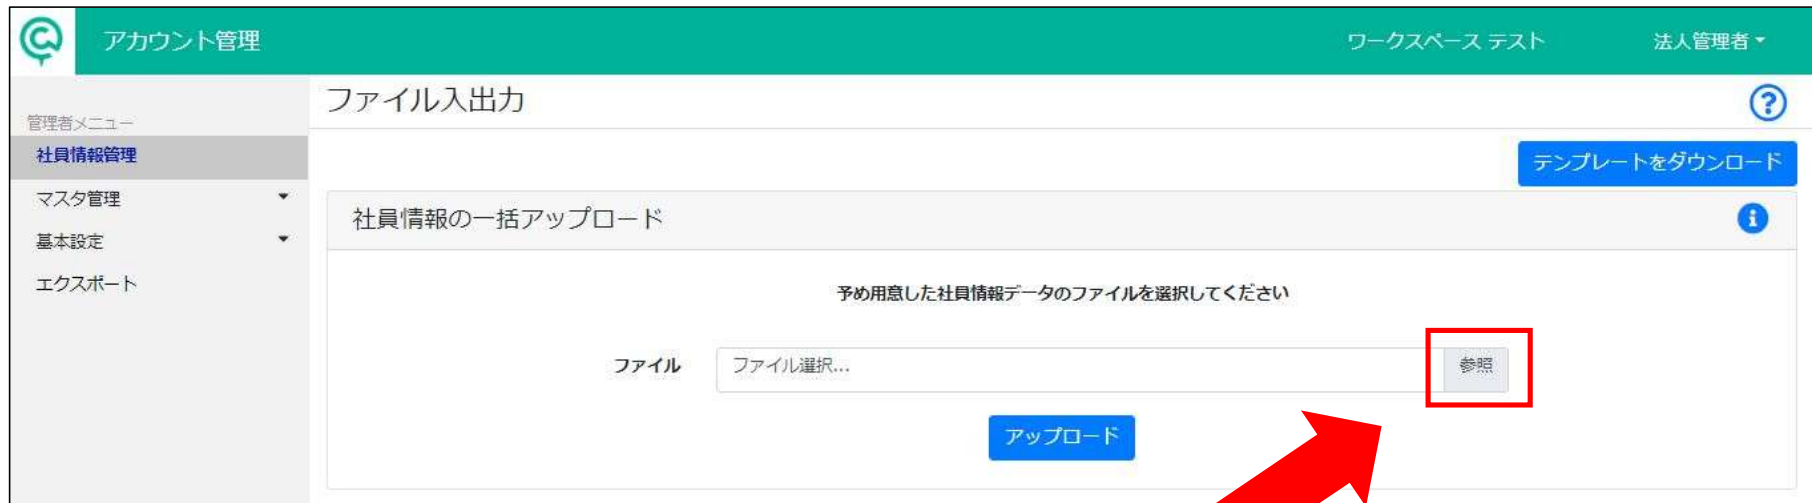 アカウント管理
ワークスペース テスト
法人管理者
管理者メニュー
社員情報管理
マスタ管理
基本設定
エクスポート
ファイル入出力
テンプレートをダウンロード
社員情報の一括アップロード
予め用意した社員情報データのファイルを選択してください
ファイル
ファイル選択...
参照
アップロード